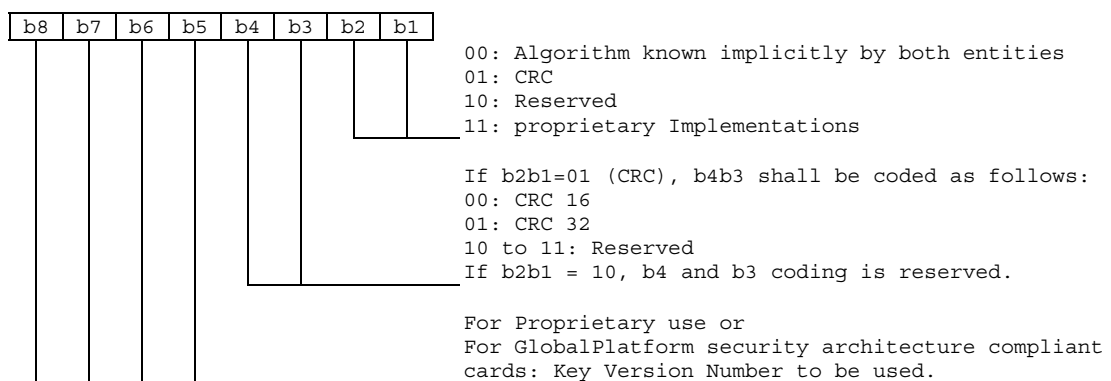 b8 b7 b6 b5 b4 b3 b2 b1
00: Algorithm known implicitly by both entities
01: CRC
10: Reserved
11: proprietary Implementations
If b2b1=01 (CRC), b4b3 shall be coded as follows:
00: CRC 16
01: CRC 32
10 to 11: Reserved
If b2b1 = 10, b4 and b3 coding is reserved.
For Proprietary use or
For GlobalPlatform security architecture compliant
cards: Key Version Number to be used.